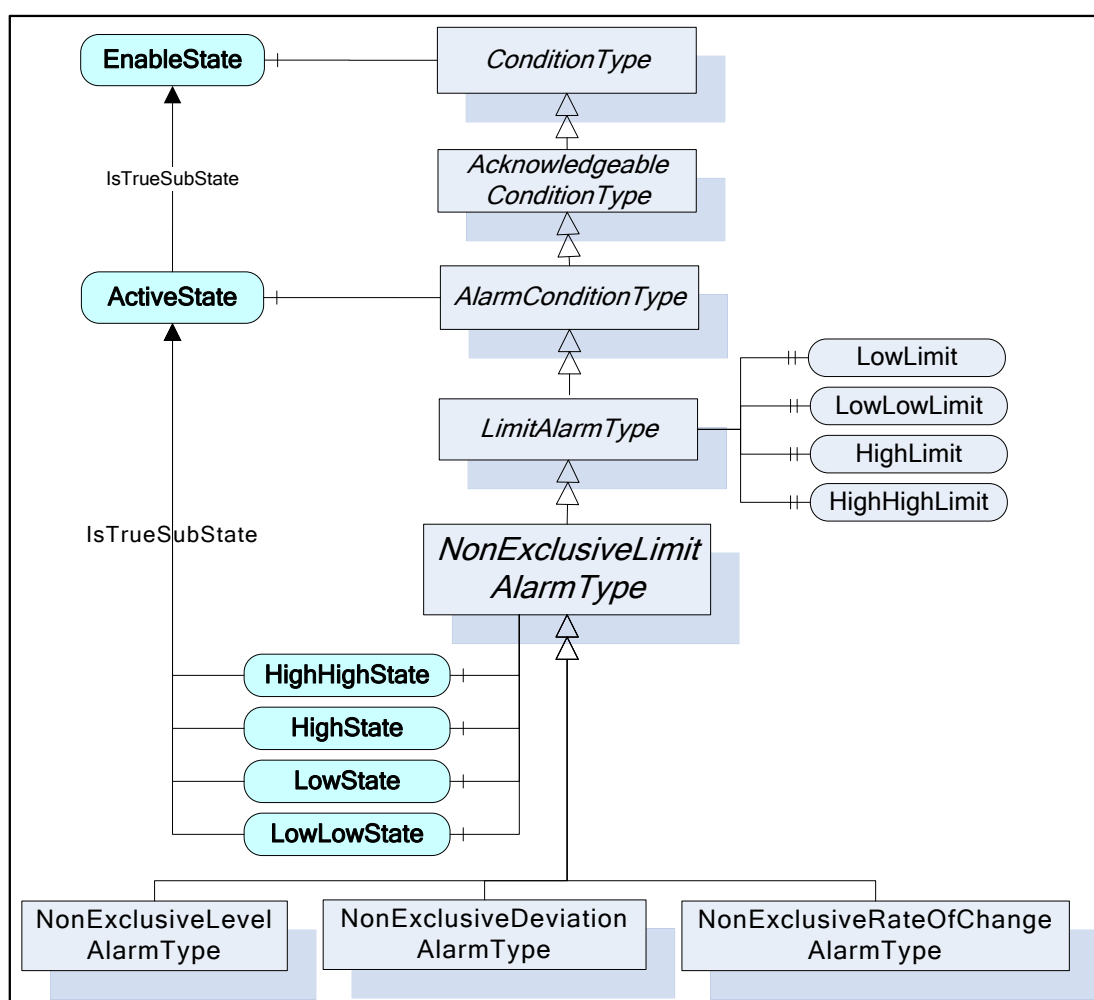 EnableState
ConditionType
Acknowledgeable
ConditionType
IsTrueSubState
ActiveState
AlarmConditionType
LowLimit
LowLowLimit
LimitAlarmType
HighLimit
HighHighLimit
IsTrueSubState
NonExclusiveLimit
AlarmType
HighHighState
HighState
LowState
LowLowState
NonExclusiveLevel
AlarmType
NonExclusiveDeviation
AlarmType
NonExclusiveRateOfChange
AlarmType